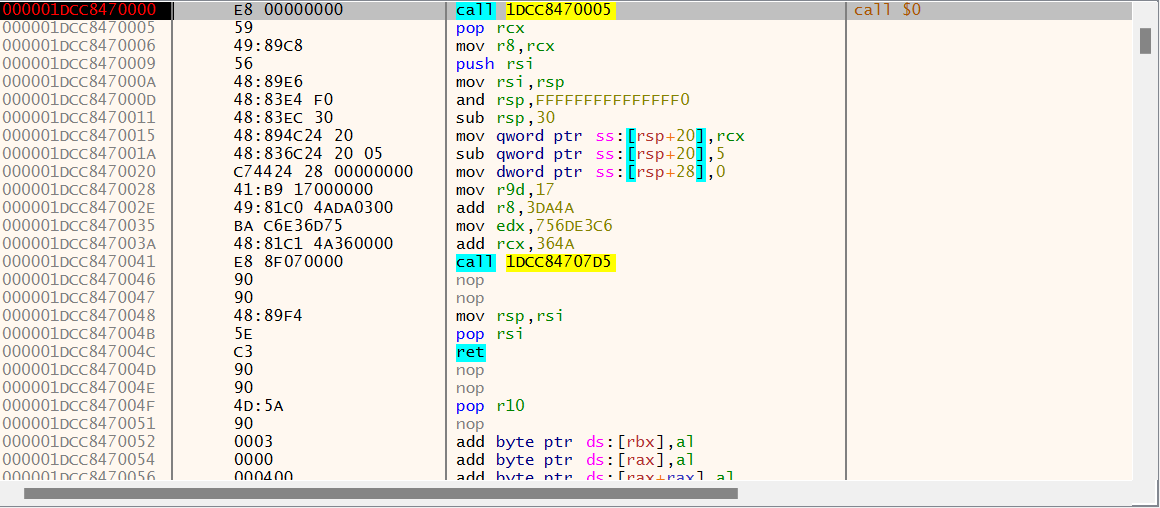 000001DCC8470000 E8 00000000 call 1DCC8470005 call $0
000001DCC8470005 59 pop rcx
000001DCC8470006 49:89C8 mov r8,rcx
000001DCC8470009 56 push rsi
000001DCC847000A 48:89E6 mov rsi,rsp
000001DCC847000D 48:83E4 F0 and rsp,FFFFFFFFFFFFFFF0
000001DCC8470011 48:83EC 30 sub rsp,30
000001DCC8470015 48:894C24 20 mov qword ptr ss:[rsp+20],rcx
000001DCC847001A 48:836C24 20 05 sub qword ptr ss:[rsp+20],5
000001DCC8470020 C74424 28 00000000 mov dword ptr ss:[rsp+28],0
000001DCC8470028 41:B9 17000000 mov r9d,17
000001DCC847002E 49:81C0 4ADA0300 add r8,3DA4A
000001DCC8470035 BA C6E36D75 mov edx,756DE3C6
000001DCC847003A 48:81C1 4A360000 add rcx,364A
000001DCC8470041 E8 8F070000 call 1DCC84707D5
000001DCC8470046 90 nop
000001DCC8470047 90 nop
000001DCC8470048 48:89F4 mov rsp,rsi
000001DCC847004B 5E pop rsi
000001DCC847004C C3 ret
000001DCC847004D 90 nop
000001DCC847004E 90 nop
000001DCC847004F 4D:5A pop r10
000001DCC8470051 90 nop
000001DCC8470052 0003 add byte ptr ds:[rbx],al
000001DCC8470054 0000 add byte ptr ds:[rax],al
000001DCC8470056 000400 add byte ptr ds:[rax+rax],al